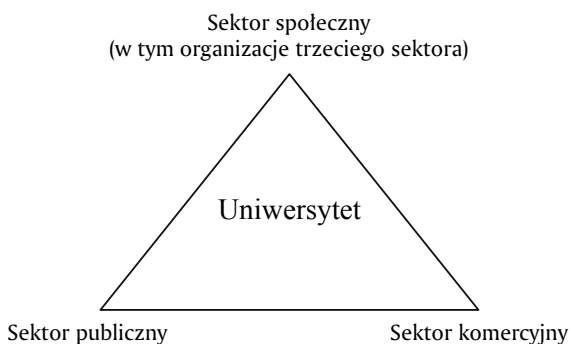 Sektor społeczny
(w tym organizacje trzeciego sektora)
Uniwersytet
Sektor publiczny
Sektor komercyjny